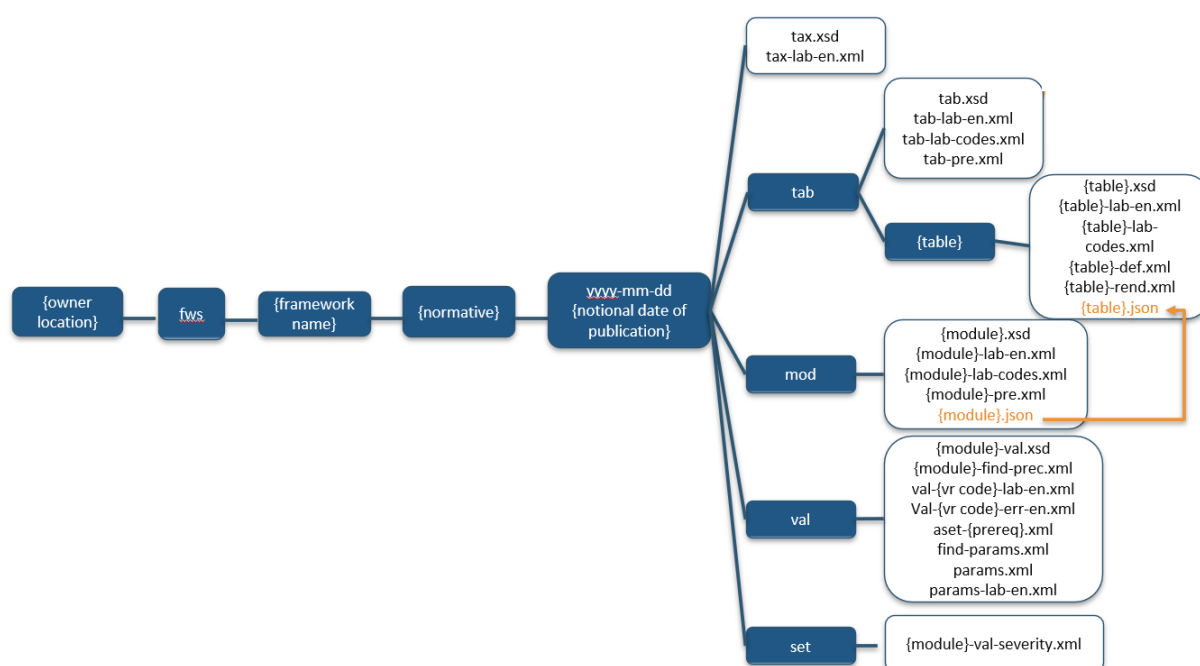 {owner
location}
fws
{framework
name}
{normative}
yyyy-mm-dd
{notional date of
publication}
tax.xsd
tax-lab-en.xml
tab
tab.xsd
tab-lab-en.xml
tab-lab-codes.xml
tab-pre.xml
{table}
{table}.xsd
{table}-lab-en.xml
{table}-lab-
codes.xml
{table}-def.xml
{table}-rend.xml
{table}.json
mod
{module}.xsd
{module}-lab-en.xml
{module}-lab-codes.xml
{module}-pre.xml
{module}.json
val
{module}-val.xsd
{module}-find-prec.xml
val-{vr code}-lab-en.xml
Val-{vr code}-err-en.xml
aset-{prereq}.xml
find-params.xml
params.xml
params-lab-en.xml
set
{module}-val-severity.xml